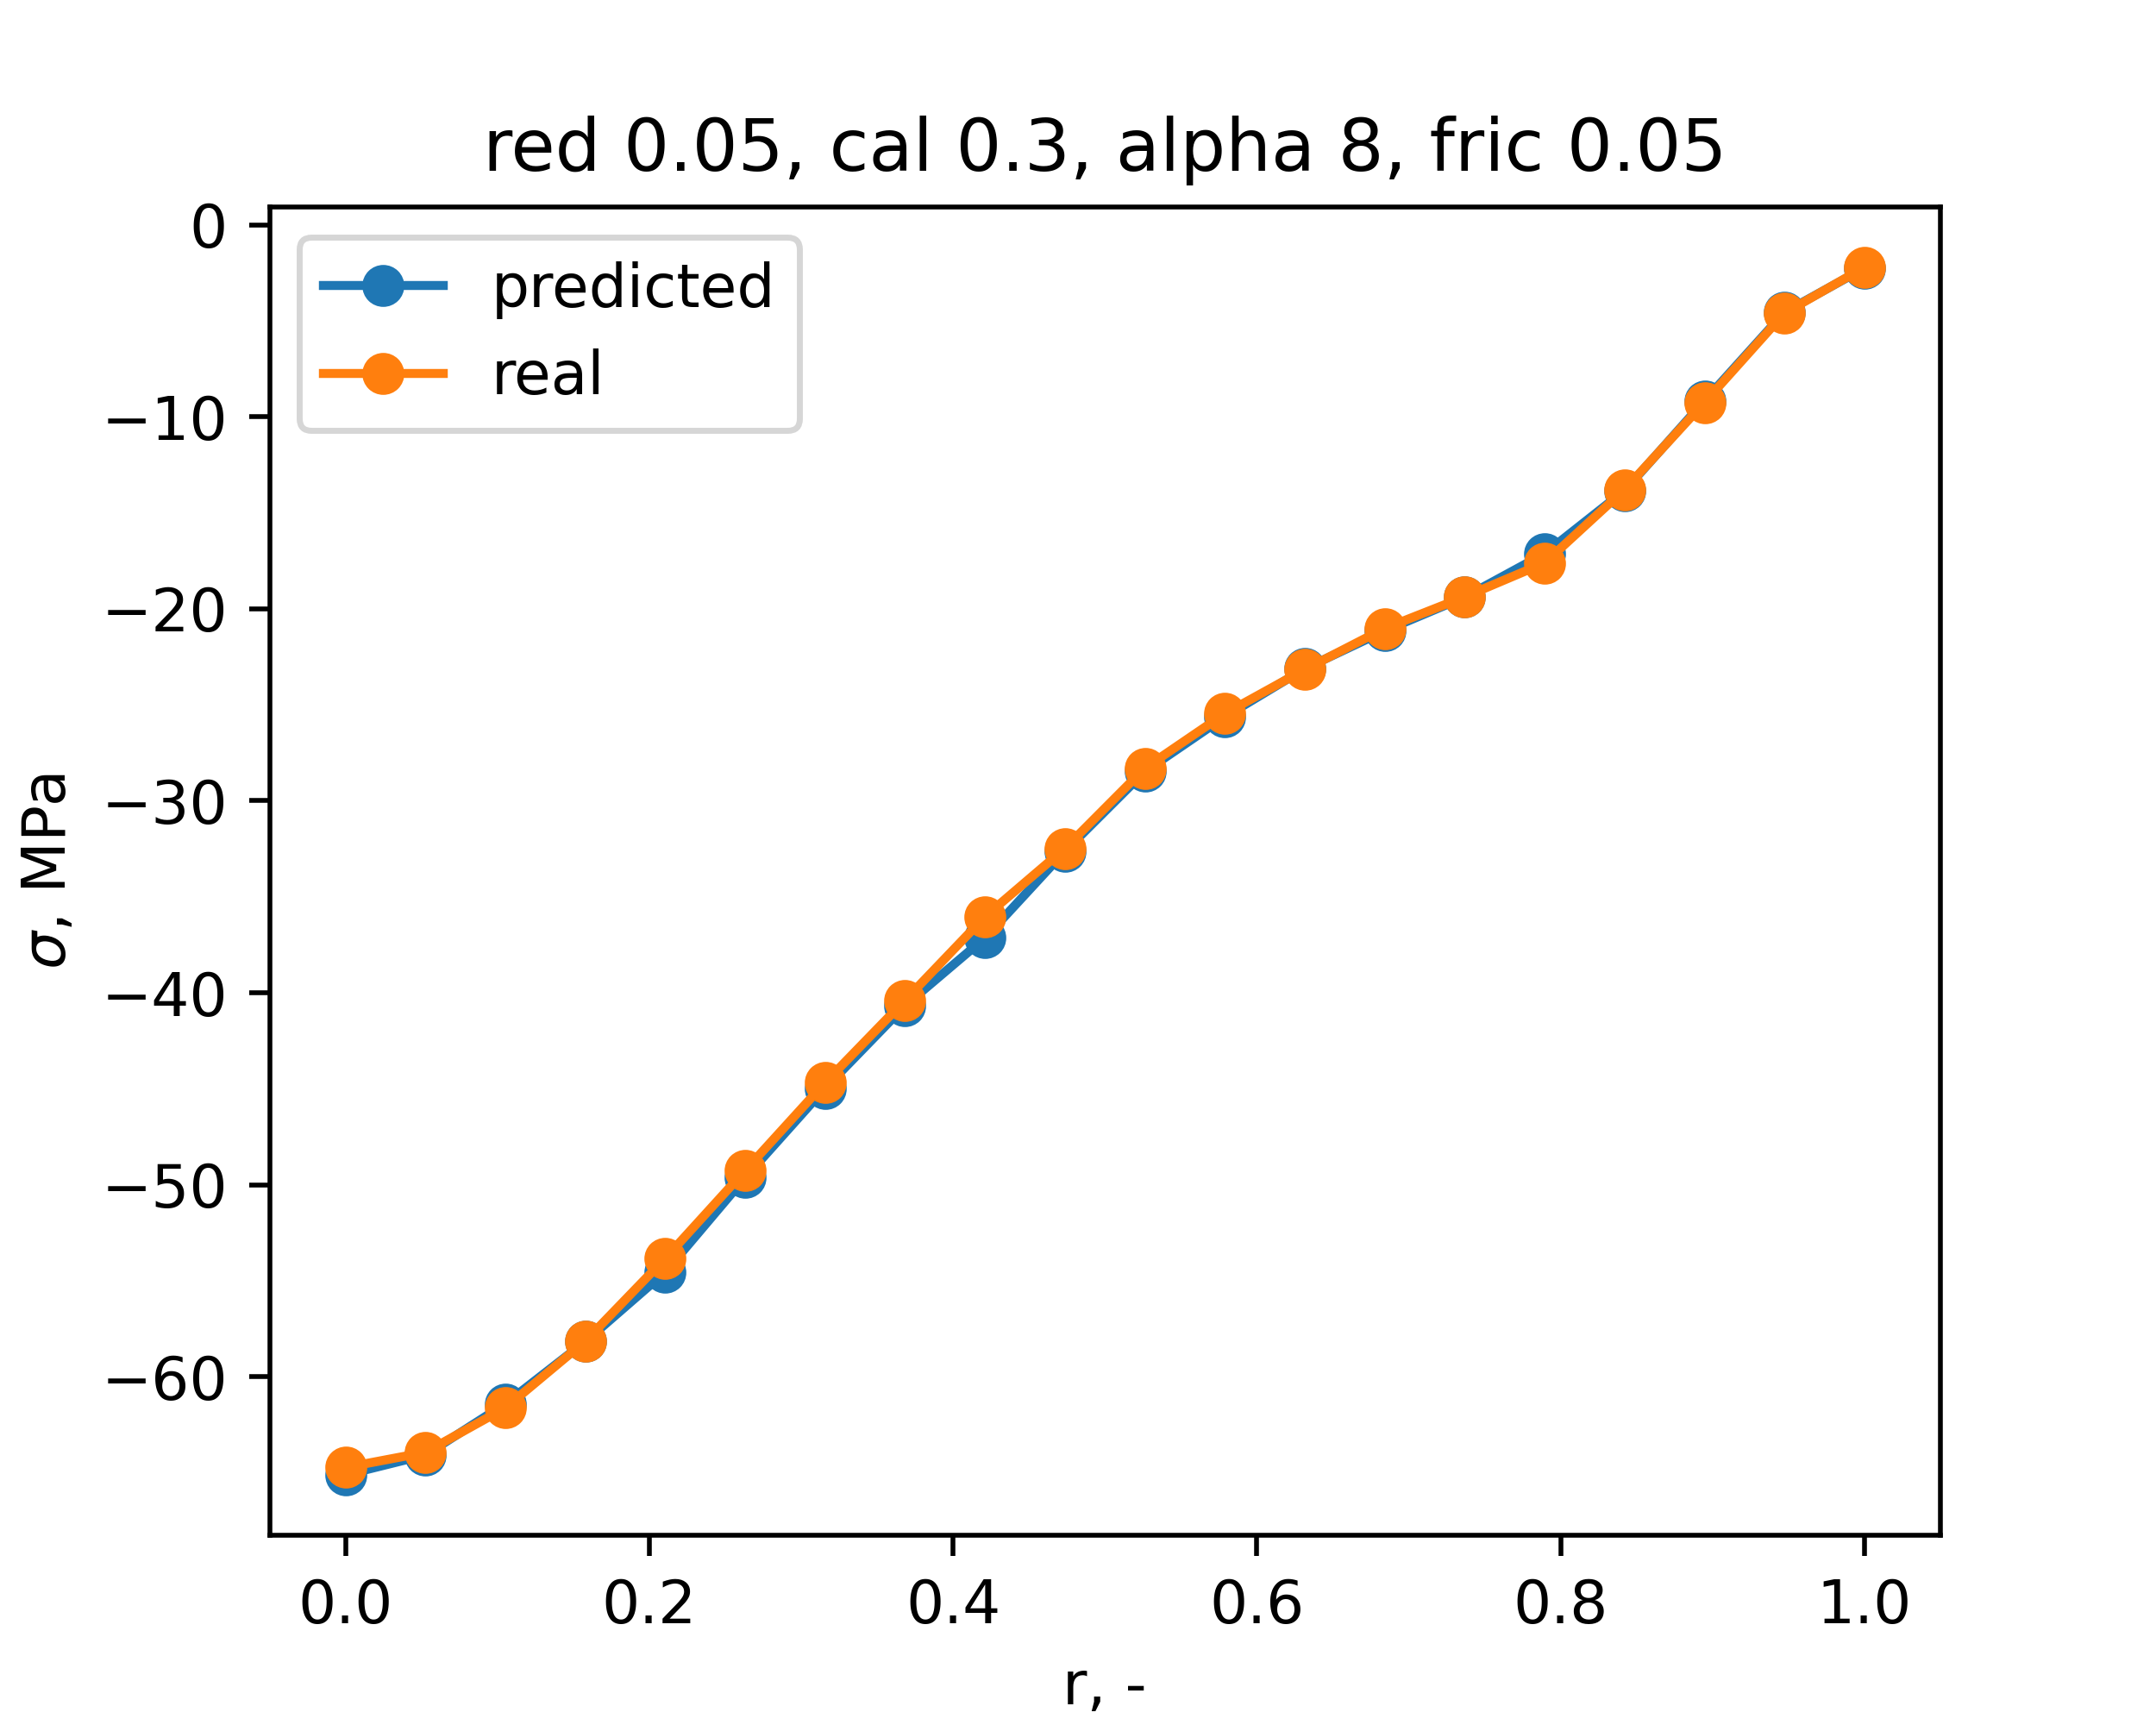 red 0.05, cal 0.3, alpha 8, fric 0.05
predicted
real
0
−10
−20
−30
−40
−50
−60
σ, MPa
0.0 0.2 0.4 0.6 0.8 1.0
r, -